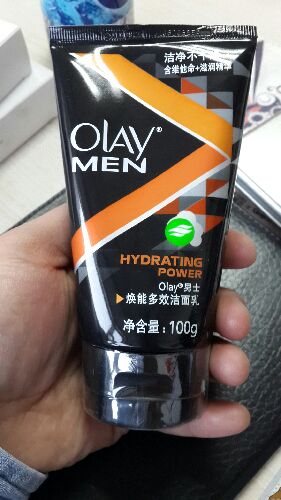 洁净不干
含维他命+滋润精华
OLAY®
MEN
HYDRATING
POWER
Olay®男士
焕能多效洁面乳
净含量:100g